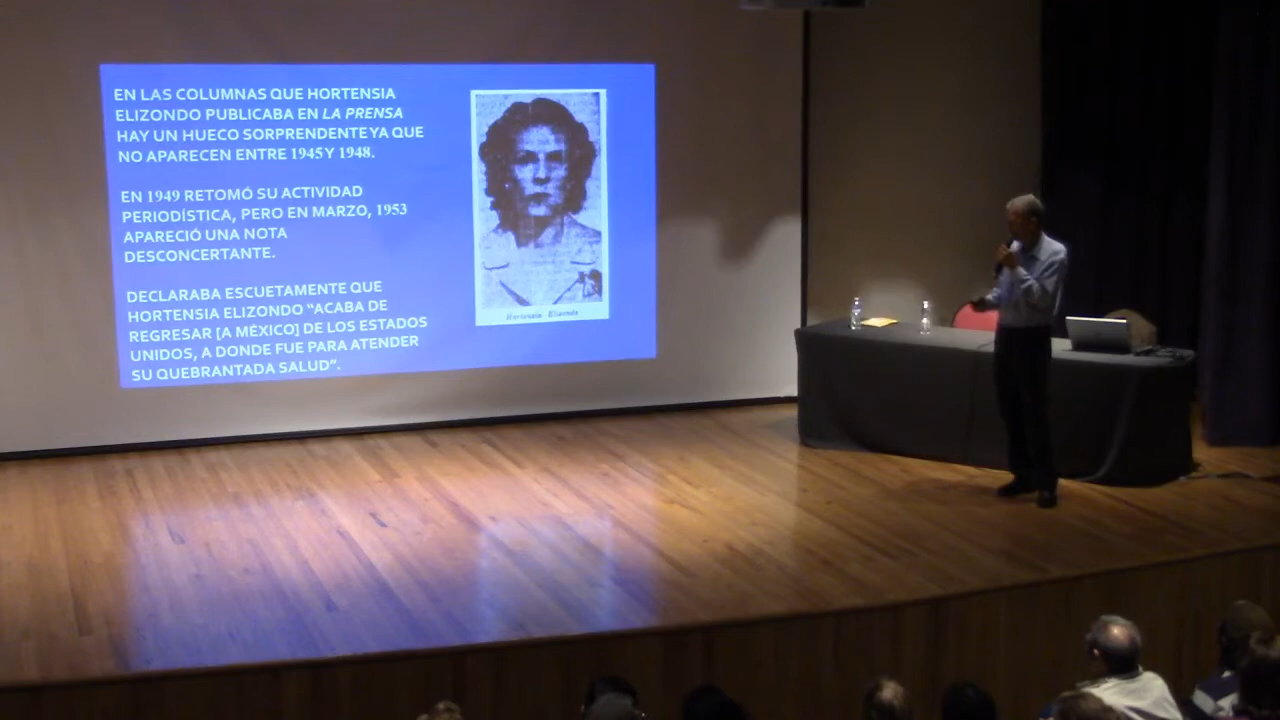 EN LAS COLUMNAS QUE HORTENSIA
ELIZONDO PUBLICABA EN LA PRENSA
HAY UN HUECO SORPRENDENTE YA QUE
NO APARECEN ENTRE 1945 Y 1948.
EN 1949 RETOMÓ SU ACTIVIDAD
PERIODÍSTICA, PERO EN MARZO, 1953
APARECIÓ UNA NOTA
DESCONCERTANTE.
DECLARABA ESCUETAMENTE QUE
HORTENSIA ELIZONDO “ACABA DE
REGRESAR [A MÉXICO] DE LOS ESTADOS
UNIDOS, A DONDE FUE PARA ATENDER
SU QUEBRANTADA SALUD”.
Hortensia Elizondo